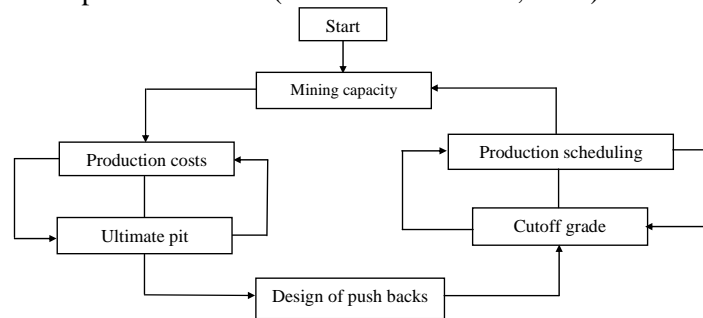 Start
Mining capacity
Production costs
Production scheduling
Ultimate pit
Cutoff grade
Design of push backs